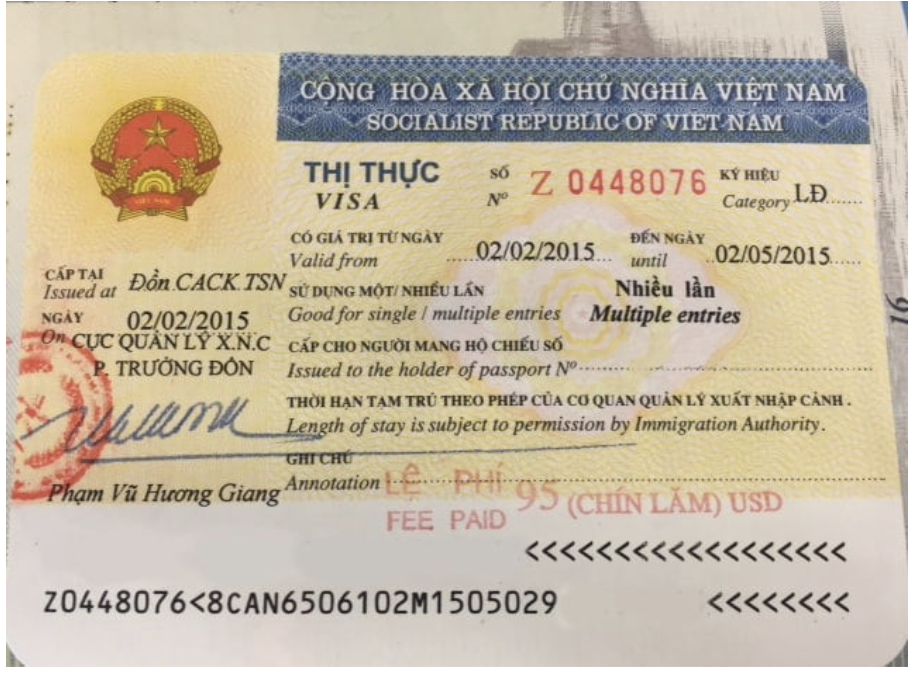 CỘNG HÒA XÃ HỘI CHỦ NGHĨA VIỆT NAM
SOCIALIST REPUBLIC OF VIET NAM
THỊ THỰC
VISA
SỐ Z 0448076
Nº
KÝ HIỆU
Category LĐ
CÓ GIÁ TRỊ TỪ NGÀY
Valid from 02/02/2015
ĐẾN NGÀY
until 02/05/2015
CẤP TẠI
Issued at Đồn CACK TSN
SỬ DỤNG MỘT/ NHIỀU LẦN Nhiều lần
Good for single / multiple entries Multiple entries
NGÀY 02/02/2015
On CỤC QUẢN LÝ X.N.C
P. TRƯỞNG ĐỒN
CẤP CHO NGƯỜI MANG HỘ CHIẾU SỐ
Issued to the holder of passport Nº
THỜI HẠN TẠM TRÚ THEO PHÉP CỦA CƠ QUAN QUẢN LÝ XUẤT NHẬP CẢNH .
Length of stay is subject to permission by Immigration Authority.
GHI CHÚ
Annotation
Phạm Vũ Hương Giang
LỆ PHÍ 95 (CHÍN LĂM) USD
FEE PAID
<<<<<<<<<<<<<<<<<<<
Z0448076<8CAN6506102M1505029 <<<<<<<<
VIỆT NAM
16